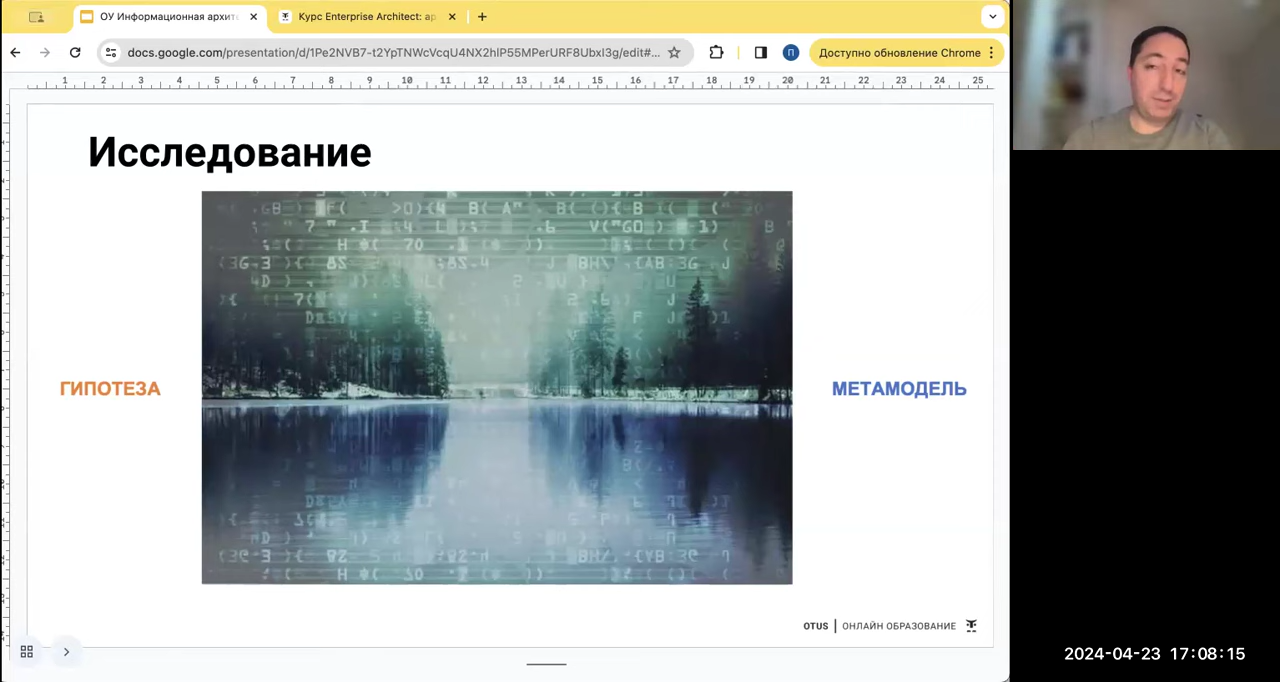 ОУ Информационная архит
Курс Enterprise Architect: ар
docs.google.com/presentation/d/1Pe2NVB7-t2YpTNWcVcqU4NX2hlP55MPerURF8UbxI3g/edit#...
П
Доступно обновление Chrome
1 2 3 4 5 6 7 8 9 10 11 12 13 14 15 16 17 18 19 20 21 22 23 24 25
Исследование
ГИПОТЕЗА
МЕТАМОДЕЛЬ
OTUS | ОНЛАЙН ОБРАЗОВАНИЕ
2024-04-23 17:08:15